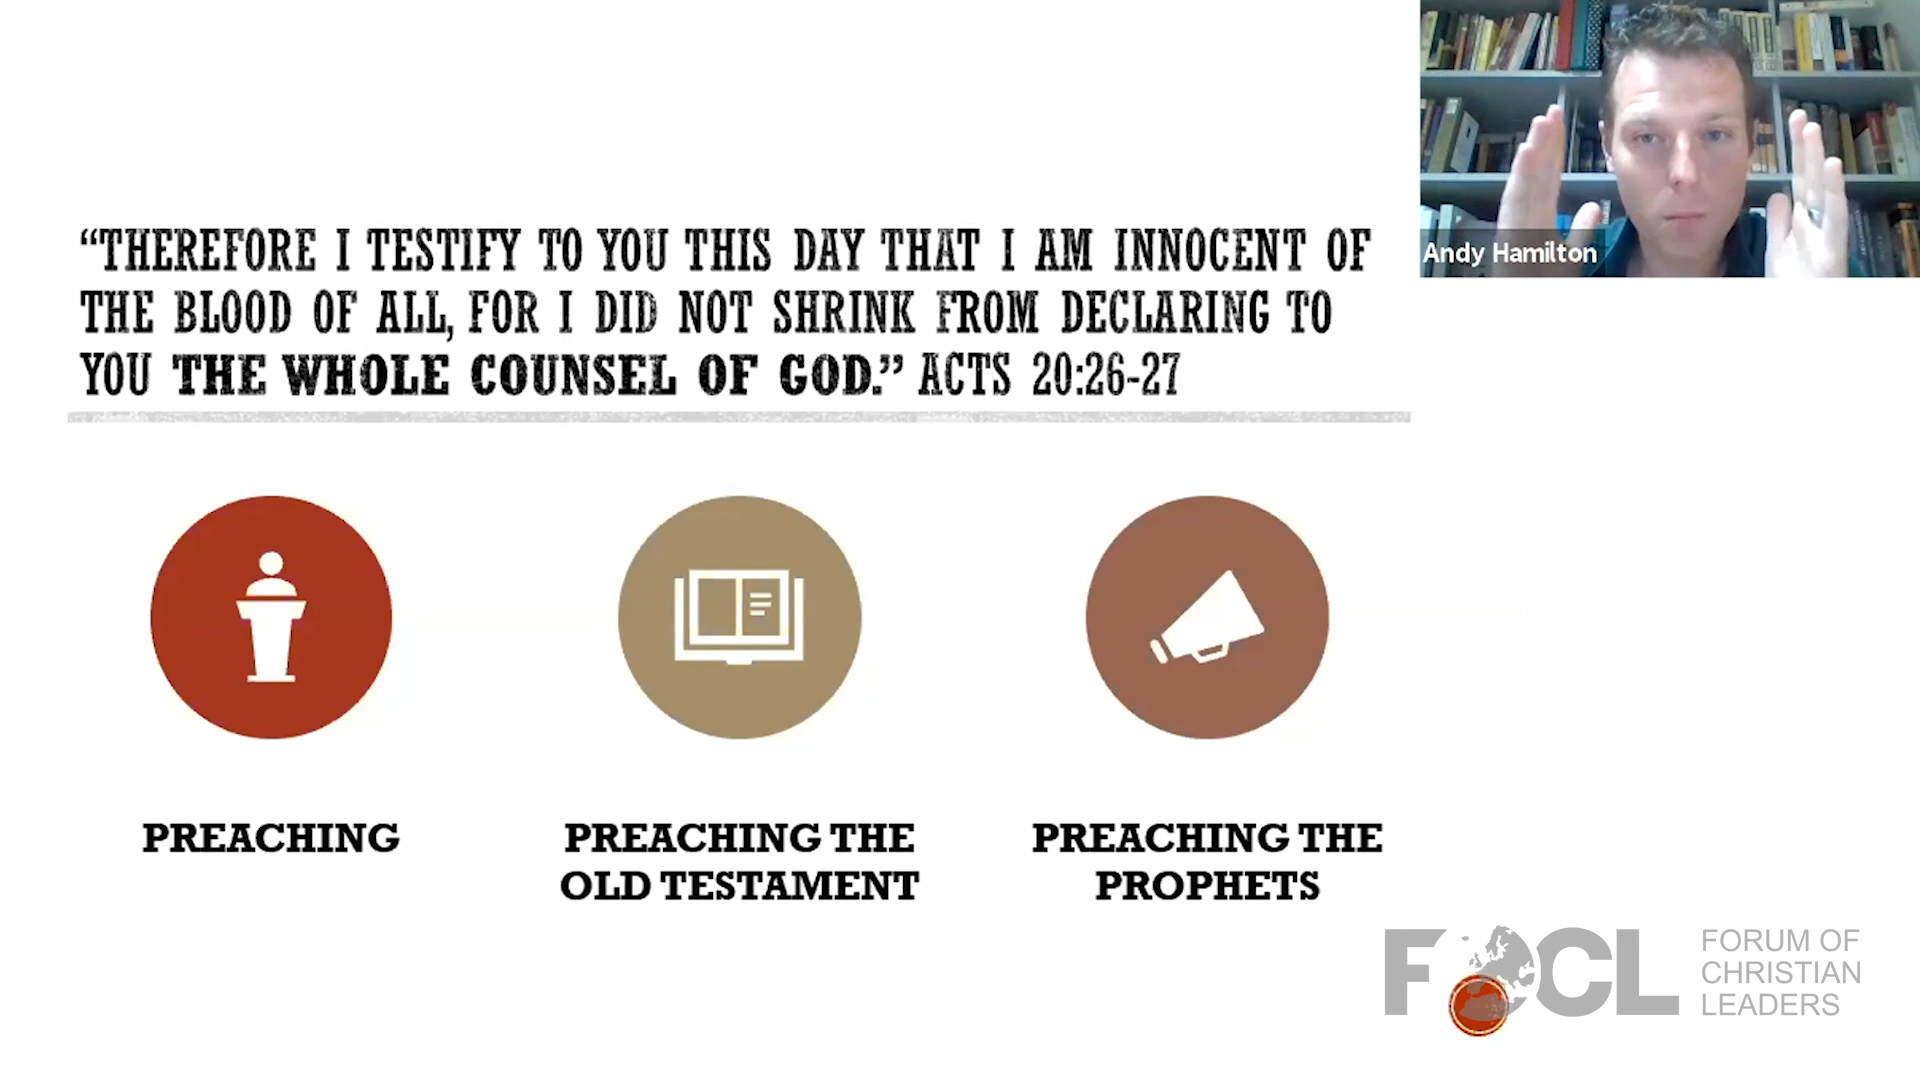 “THEREFORE I TESTIFY TO YOU THIS DAY THAT I AM INNOCENT OF
THE BLOOD OF ALL, FOR I DID NOT SHRINK FROM DECLARING TO
YOU THE WHOLE COUNSEL OF GOD.” ACTS 20:26-27
Andy Hamilton
PREACHING
PREACHING THE
OLD TESTAMENT
PREACHING THE
PROPHETS
FOCL
FORUM OF
CHRISTIAN
LEADERS